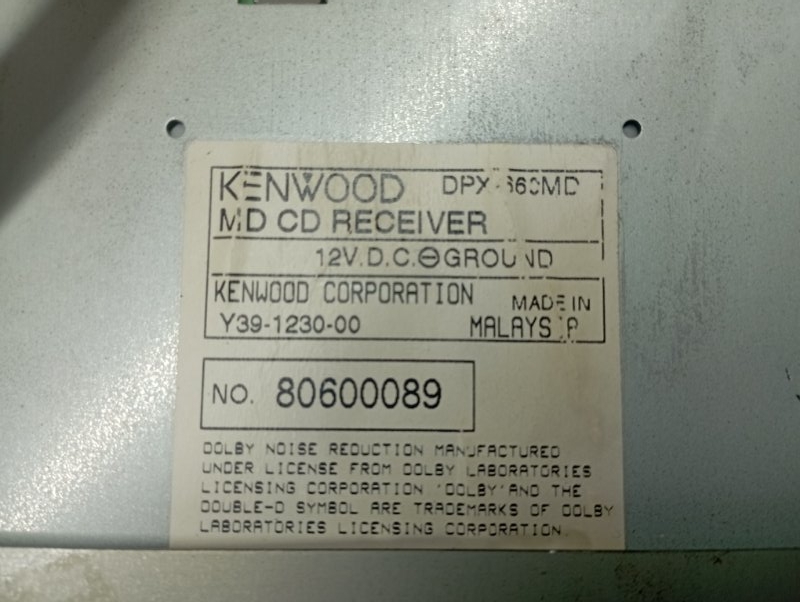 KENWOOD
MD CD RECEIVER
12V.D.C.⊖GROUND
KENWOOD CORPORATION
MADE IN
Y39-1230-00
MALAYSIA
NO. 80600089
DOLBY NOISE REDUCTION MANUFACTURED
UNDER LICENSE FROM DOLBY LABORATORIES
LICENSING CORPORATION 'DOLBY' AND THE
DOUBLE-D SYMBOL ARE TRADEMARKS OF DOLBY
LABORATORIES LICENSING CORPORATION.